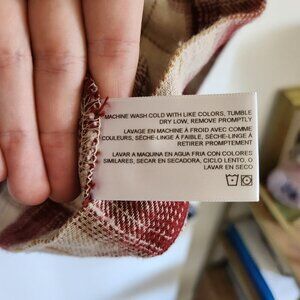 MACHINE WASH COLD WITH LIKE COLORS, TUMBLE
DRY LOW, REMOVE PROMPTLY
LAVAGE EN MACHINE À FROID AVEC COMME
COULEURS, SÈCHE-LINGE À FAIBLE, SÈCHE-LINGE À
RETIRER PROMPTEMENT
LAVAR A MAQUINA EN AGUA FRIA CON COLORES
SIMILARES, SECAR EN SECADORA, CICLO LENTO, O
LAVAR EN SECO